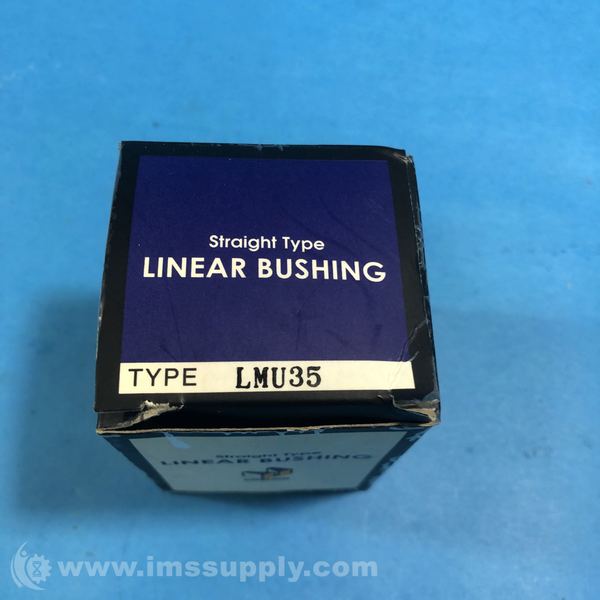 Straight Type
LINEAR BUSHING
TYPE LMU35
Straight Type
LINEAR BUSHING
www.imssupply.com